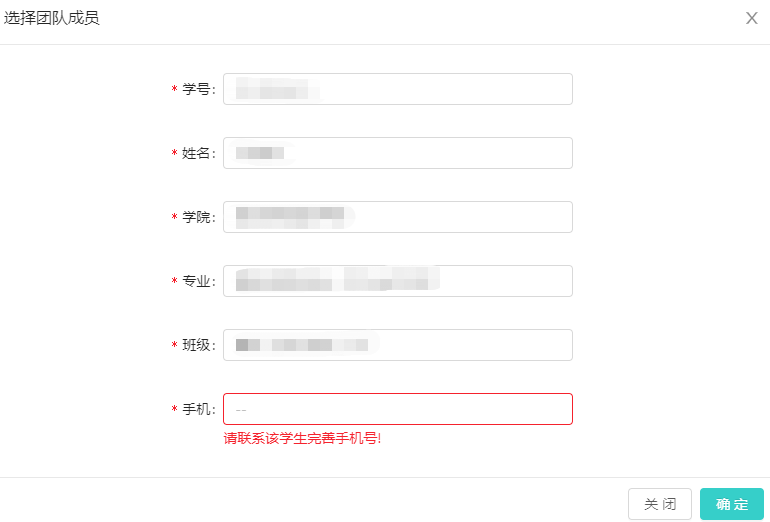 选择团队成员
* 学号:
* 姓名:
* 学院:
* 专业:
* 班级:
* 手机: --
请联系该学生完善手机号!
关 闭 确 定